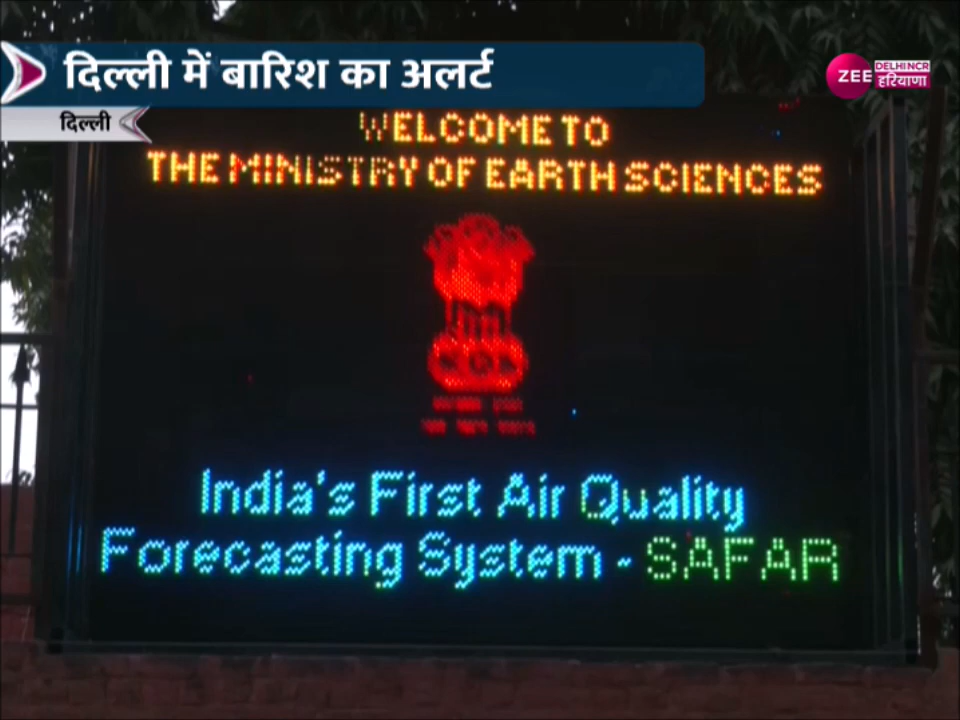 दिल्ली में बारिश का अलर्ट
ZEE DELHI NCR
हरियाणा
दिल्ली
WELCOME TO
THE MINISTRY OF EARTH SCIENCES
India's First Air Quality
Forecasting System - SAFAR